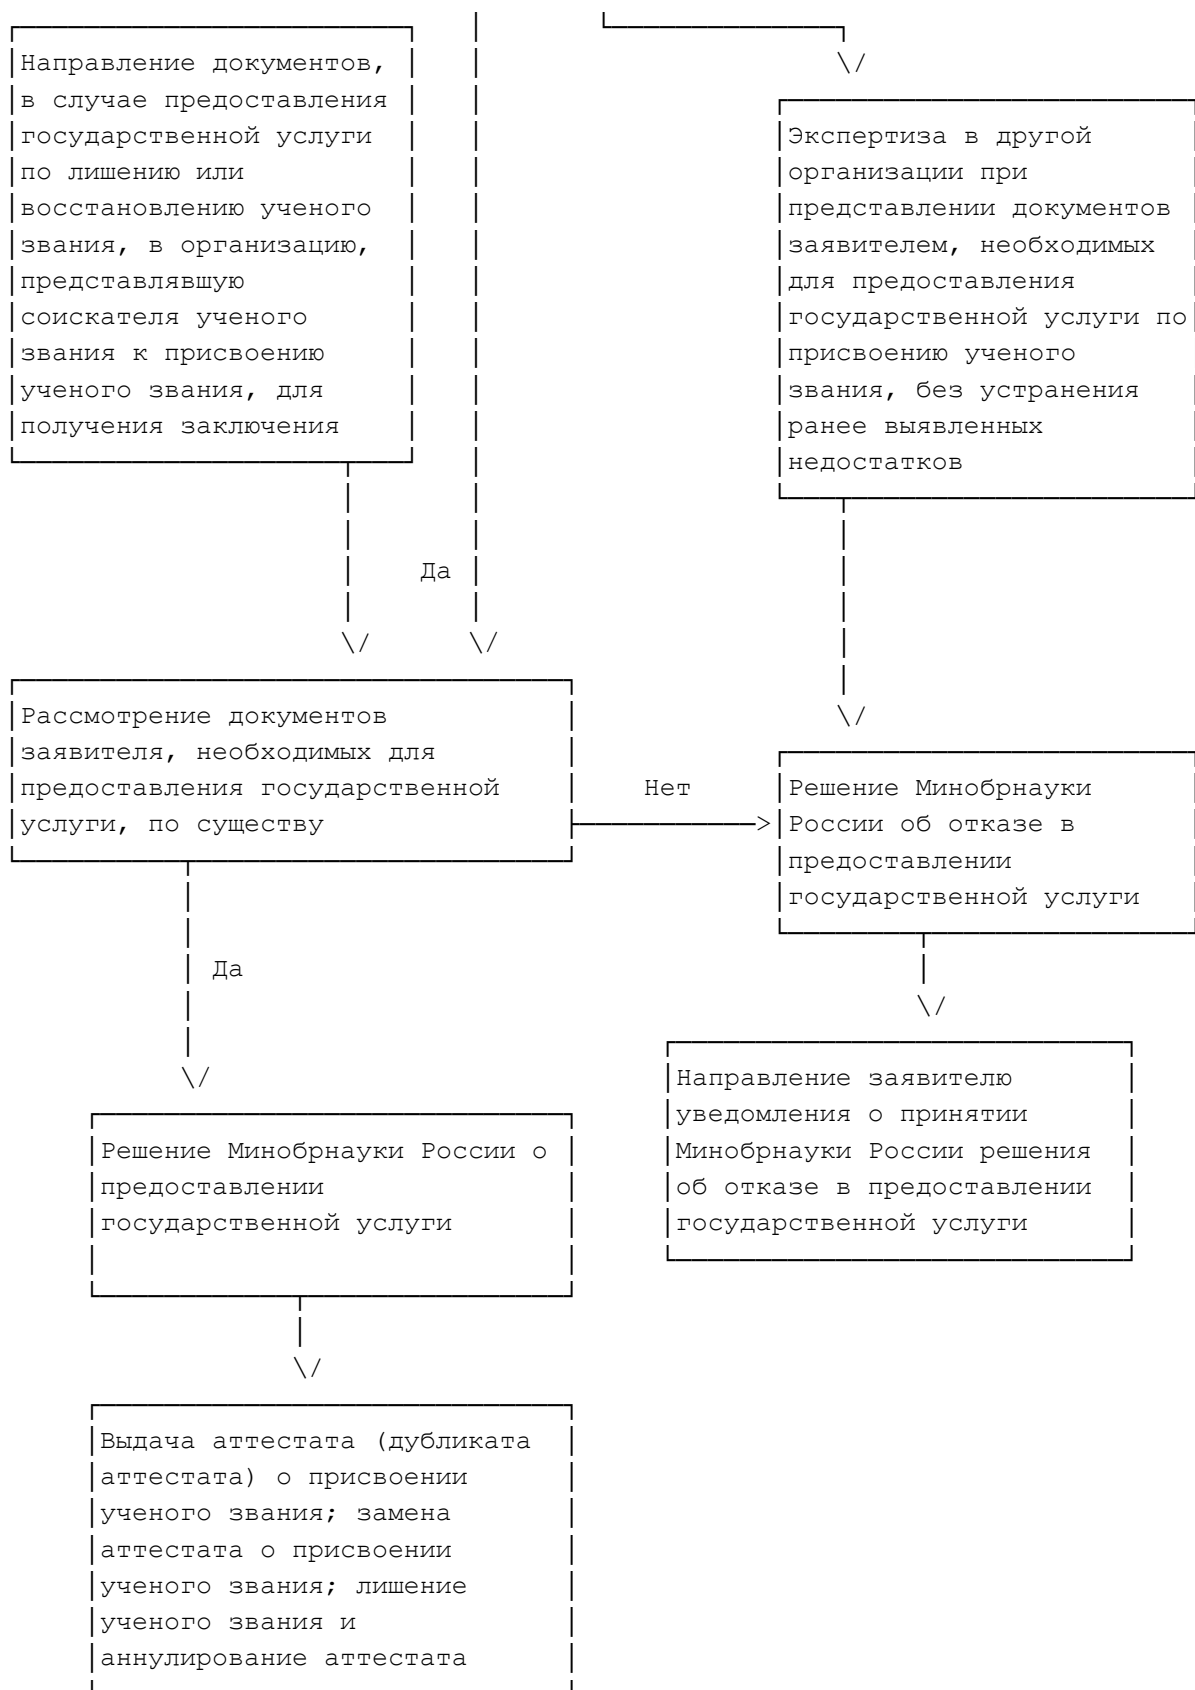 Направление документов,
в случае предоставления
государственной услуги
по лишению или
восстановлению ученого
звания, в организацию,
представлявшую
соискателя ученого
звания к присвоению
ученого звания, для
получения заключения
Экспертиза в другой
организации при
представлении документов
заявителем, необходимых
для предоставления
государственной услуги по
присвоению ученого
звания, без устранения
ранее выявленных
недостатков
Да
Рассмотрение документов
заявителя, необходимых для
предоставления государственной
услуги, по существу
Нет
Решение Минобрнауки
России об отказе в
предоставлении
государственной услуги
Да
Направление заявителю
уведомления о принятии
Минобрнауки России решения
об отказе в предоставлении
государственной услуги
Решение Минобрнауки России о
предоставлении
государственной услуги
Выдача аттестата (дубликата
аттестата) о присвоении
ученого звания; замена
аттестата о присвоении
ученого звания; лишение
ученого звания и
аннулирование аттестата